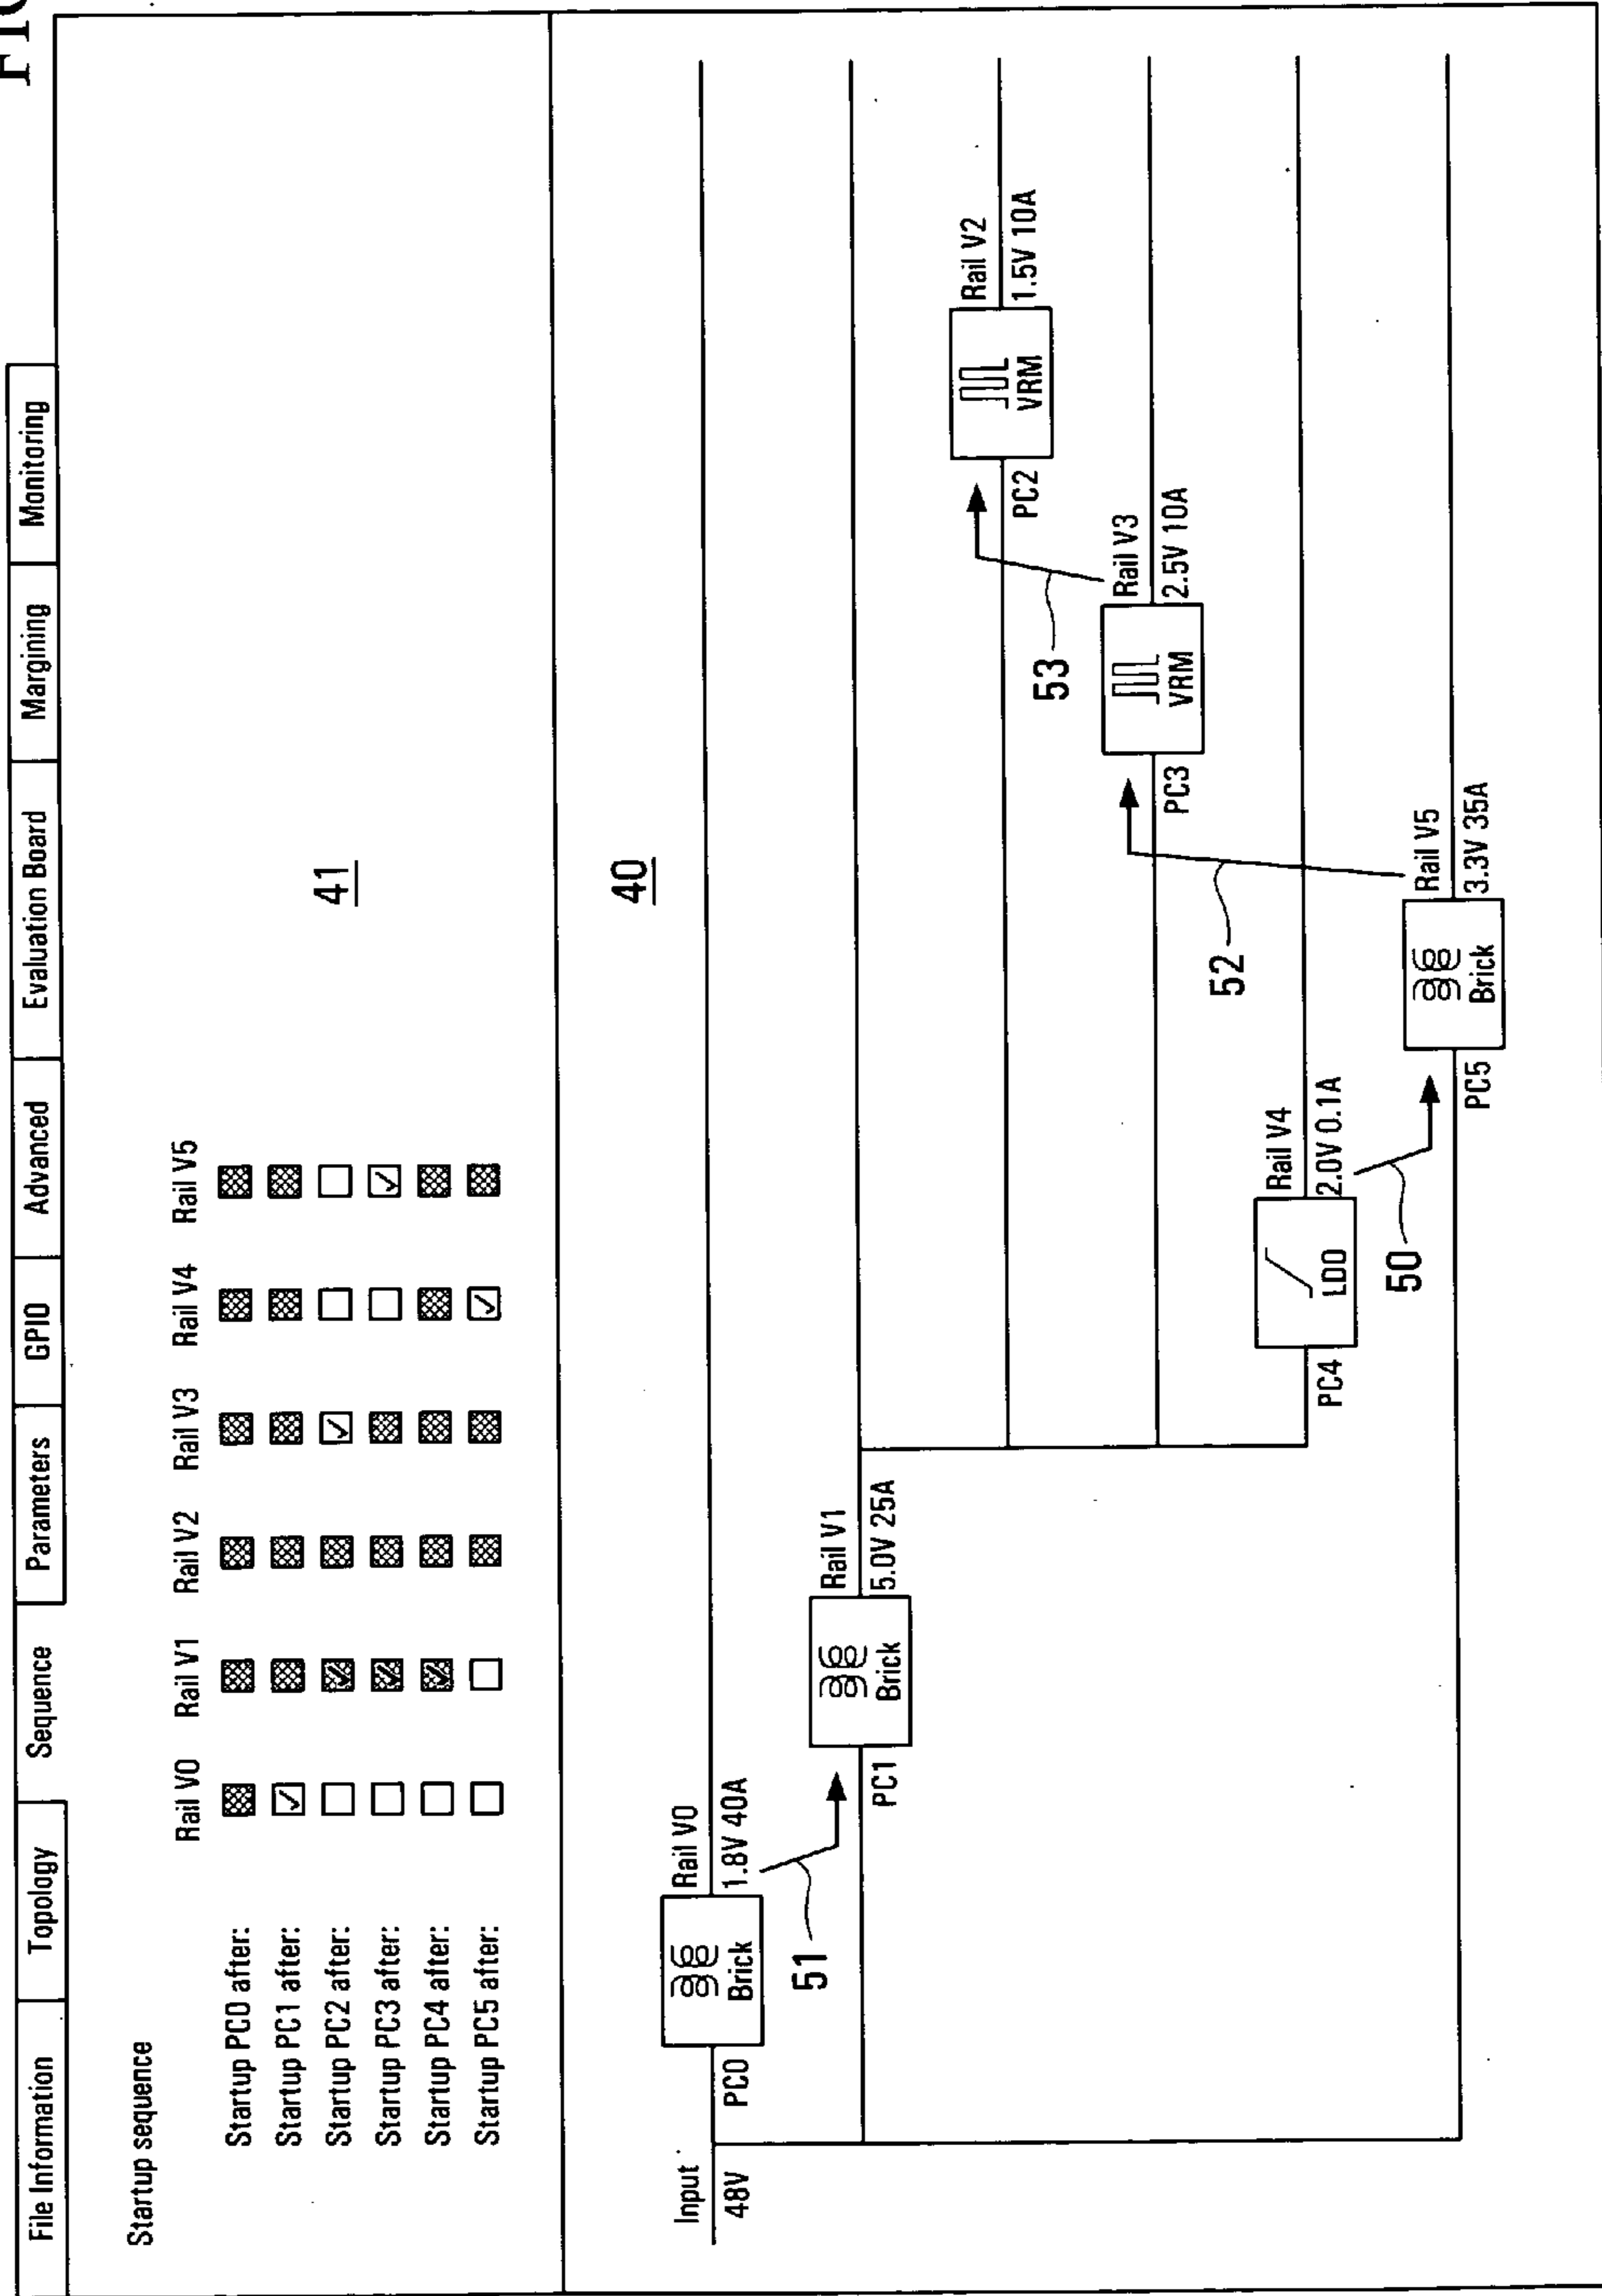 FIG
File Information Topology Sequence Parameters GPIO Advanced Evaluation Board Margining Monitoring
Startup sequence
Rail V0 Rail V1 Rail V2 Rail V3 Rail V4 Rail V5
Startup PC0 after:
Startup PC1 after:
Startup PC2 after:
Startup PC3 after:
Startup PC4 after:
Startup PC5 after:
41
40
Input
48V
PC0
Brick
Rail V0
1.8V 40A
51
PC1
Brick
Rail V1
5.0V 25A
PC2
VRM
Rail V2
1.5V 10A
53
PC3
VRM
Rail V3
2.5V 10A
52
PC4
LDO
Rail V4
2.0V 0.1A
50
PC5
Brick
Rail V5
3.3V 35A